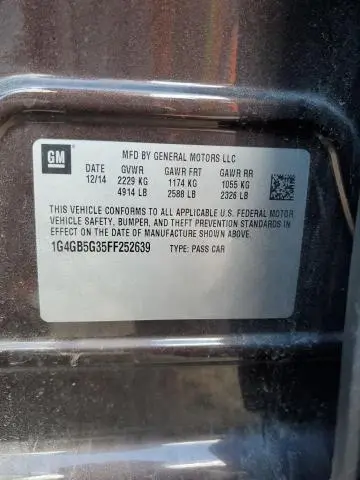 GM
MFD BY GENERAL MOTORS LLC
DATE GVWR GAWR FRT GAWR RR
12/14 2229 KG 1174 KG 1055 KG
4914 LB 2588 LB 2326 LB
THIS VEHICLE CONFORMS TO ALL APPLICABLE U.S. FEDERAL MOTOR
VEHICLE SAFETY, BUMPER, AND THEFT PREVENTION STANDARDS IN
EFFECT ON THE DATE OF MANUFACTURE SHOWN ABOVE.
1G4GB5G35FF252639 TYPE: PASS CAR